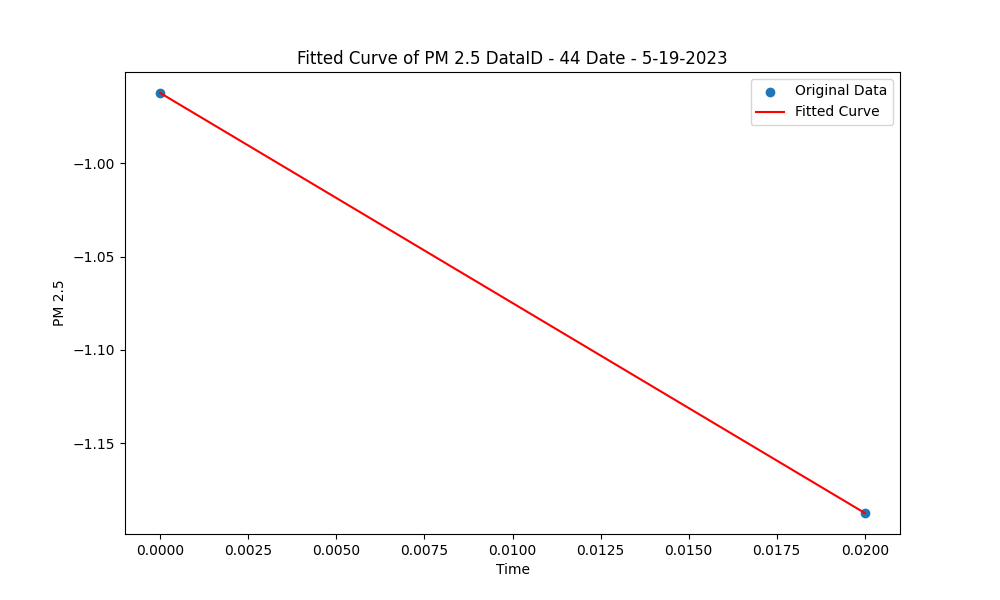 Fitted Curve of PM 2.5 DataID - 44 Date - 5-19-2023
Original Data
Fitted Curve
−1.00
−1.05
−1.10
−1.15
PM 2.5
0.0000 0.0025 0.0050 0.0075 0.0100 0.0125 0.0150 0.0175 0.0200
Time